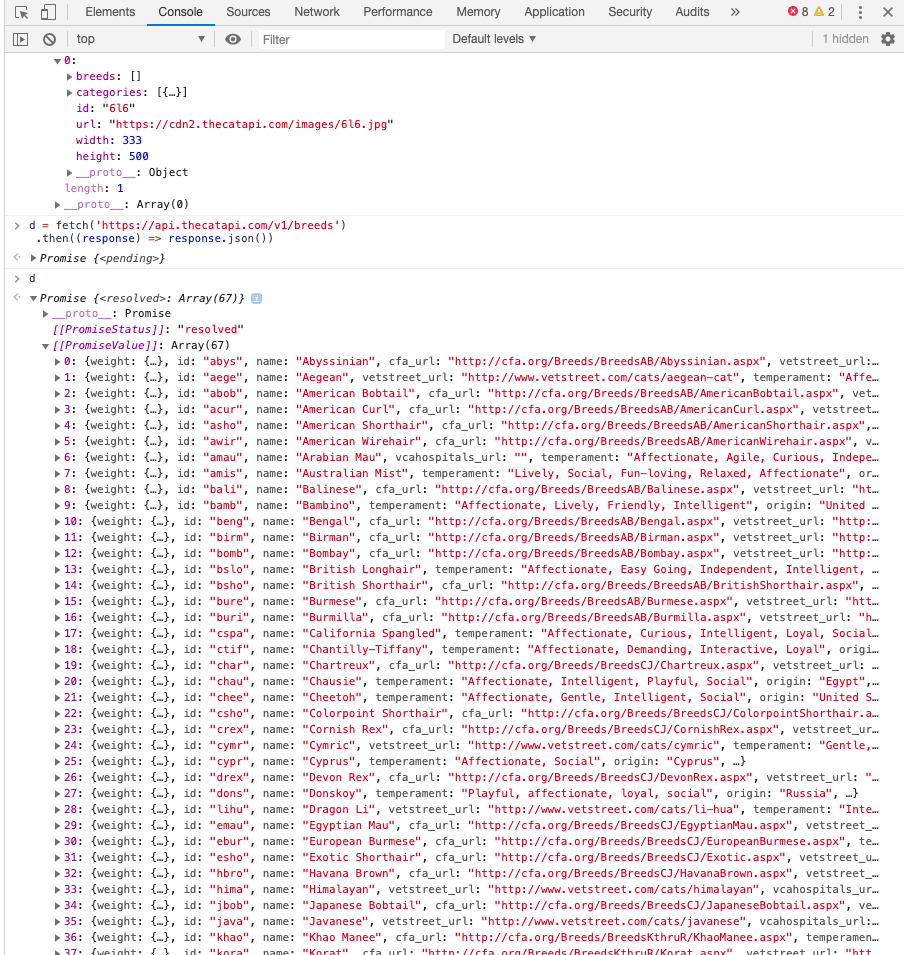 Elements Console Sources Network Performance Memory Application Security Audits » 8 2
top Filter Default levels 1 hidden
0:
breeds: []
categories: [{…}]
id: "6l6"
url: "https://cdn2.thecatapi.com/images/6l6.jpg"
width: 333
height: 500
__proto__: Object
length: 1
__proto__: Array(0)
d = fetch('https://api.thecatapi.com/v1/breeds')
.then((response) => response.json())
Promise {<pending>}
d
Promise {<resolved>: Array(67)} i
__proto__: Promise
[[PromiseStatus]]: "resolved"
[[PromiseValue]]: Array(67)
0: {weight: {…}, id: "abys", name: "Abyssinian", cfa_url: "http://cfa.org/Breeds/BreedsAB/Abyssinian.aspx", vetstreet_url:…
1: {weight: {…}, id: "aege", name: "Aegean", vetstreet_url: "http://www.vetstreet.com/cats/aegean-cat", temperament: "Affe…
2: {weight: {…}, id: "abob", name: "American Bobtail", cfa_url: "http://cfa.org/Breeds/BreedsAB/AmericanBobtail.aspx", vet…
3: {weight: {…}, id: "acur", name: "American Curl", cfa_url: "http://cfa.org/Breeds/BreedsAB/AmericanCurl.aspx", vetstreet…
4: {weight: {…}, id: "asho", name: "American Shorthair", cfa_url: "http://cfa.org/Breeds/BreedsAB/AmericanShorthair.aspx",…
5: {weight: {…}, id: "awir", name: "American Wirehair", cfa_url: "http://cfa.org/Breeds/BreedsAB/AmericanWirehair.aspx", v…
6: {weight: {…}, id: "amau", name: "Arabian Mau", vcahospitals_url: "", temperament: "Affectionate, Agile, Curious, Indepe…
7: {weight: {…}, id: "amis", name: "Australian Mist", temperament: "Lively, Social, Fun-loving, Relaxed, Affectionate", or…
8: {weight: {…}, id: "bali", name: "Balinese", cfa_url: "http://cfa.org/Breeds/BreedsAB/Balinese.aspx", vetstreet_url: "ht…
9: {weight: {…}, id: "bamb", name: "Bambino", temperament: "Affectionate, Lively, Friendly, Intelligent", origin: "United …
10: {weight: {…}, id: "beng", name: "Bengal", cfa_url: "http://cfa.org/Breeds/BreedsAB/Bengal.aspx", vetstreet_url: "http:…
11: {weight: {…}, id: "birm", name: "Birman", cfa_url: "http://cfa.org/Breeds/BreedsAB/Birman.aspx", vetstreet_url: "http:…
12: {weight: {…}, id: "bomb", name: "Bombay", cfa_url: "http://cfa.org/Breeds/BreedsAB/Bombay.aspx", vetstreet_url: "http:…
13: {weight: {…}, id: "bslo", name: "British Longhair", temperament: "Affectionate, Easy Going, Independent, Intelligent, …
14: {weight: {…}, id: "bsho", name: "British Shorthair", cfa_url: "http://cfa.org/Breeds/BreedsAB/BritishShorthair.aspx", …
15: {weight: {…}, id: "bure", name: "Burmese", cfa_url: "http://cfa.org/Breeds/BreedsAB/Burmese.aspx", vetstreet_url: "htt…
16: {weight: {…}, id: "buri", name: "Burmilla", cfa_url: "http://cfa.org/Breeds/BreedsAB/Burmilla.aspx", vetstreet_url: "h…
17: {weight: {…}, id: "cspa", name: "California Spangled", temperament: "Affectionate, Curious, Intelligent, Loyal, Social…
18: {weight: {…}, id: "ctif", name: "Chantilly-Tiffany", temperament: "Affectionate, Demanding, Interactive, Loyal", origi…
19: {weight: {…}, id: "char", name: "Chartreux", cfa_url: "http://cfa.org/Breeds/BreedsCJ/Chartreux.aspx", vetstreet_url: …
20: {weight: {…}, id: "chau", name: "Chausie", temperament: "Affectionate, Intelligent, Playful, Social", origin: "Egypt",…
21: {weight: {…}, id: "chee", name: "Cheetoh", temperament: "Affectionate, Gentle, Intelligent, Social", origin: "United S…
22: {weight: {…}, id: "csho", name: "Colorpoint Shorthair", cfa_url: "http://cfa.org/Breeds/BreedsCJ/ColorpointShorthair.a…
23: {weight: {…}, id: "crex", name: "Cornish Rex", cfa_url: "http://cfa.org/Breeds/BreedsCJ/CornishRex.aspx", vetstreet_ur…
24: {weight: {…}, id: "cymr", name: "Cymric", vetstreet_url: "http://www.vetstreet.com/cats/cymric", temperament: "Gentle,…
25: {weight: {…}, id: "cypr", name: "Cyprus", temperament: "Affectionate, Social", origin: "Cyprus", …}
26: {weight: {…}, id: "drex", name: "Devon Rex", cfa_url: "http://cfa.org/Breeds/BreedsCJ/DevonRex.aspx", vetstreet_url: "…
27: {weight: {…}, id: "dons", name: "Donskoy", temperament: "Playful, affectionate, loyal, social", origin: "Russia", …}
28: {weight: {…}, id: "lihu", name: "Dragon Li", vetstreet_url: "http://www.vetstreet.com/cats/li-hua", temperament: "Inte…
29: {weight: {…}, id: "emau", name: "Egyptian Mau", cfa_url: "http://cfa.org/Breeds/BreedsCJ/EgyptianMau.aspx", vetstreet_…
30: {weight: {…}, id: "ebur", name: "European Burmese", cfa_url: "http://cfa.org/Breeds/BreedsCJ/EuropeanBurmese.aspx", te…
31: {weight: {…}, id: "esho", name: "Exotic Shorthair", cfa_url: "http://cfa.org/Breeds/BreedsCJ/Exotic.aspx", vetstreet_u…
32: {weight: {…}, id: "hbro", name: "Havana Brown", cfa_url: "http://cfa.org/Breeds/BreedsCJ/HavanaBrown.aspx", vetstreet_…
33: {weight: {…}, id: "hima", name: "Himalayan", vetstreet_url: "http://www.vetstreet.com/cats/himalayan", vcahospitals_ur…
34: {weight: {…}, id: "jbob", name: "Japanese Bobtail", cfa_url: "http://cfa.org/Breeds/BreedsCJ/JapaneseBobtail.aspx", ve…
35: {weight: {…}, id: "java", name: "Javanese", vetstreet_url: "http://www.vetstreet.com/cats/javanese", vcahospitals_url:…
36: {weight: {…}, id: "khao", name: "Khao Manee", cfa_url: "http://cfa.org/Breeds/BreedsKthruR/KhaoManee.aspx", temperamen…
37: {weight: {…}, id: "kora", name: "Korat", cfa_url: "http://cfa.org/Breeds/BreedsKthruR/Korat.aspx", vetstreet_url: "htt…